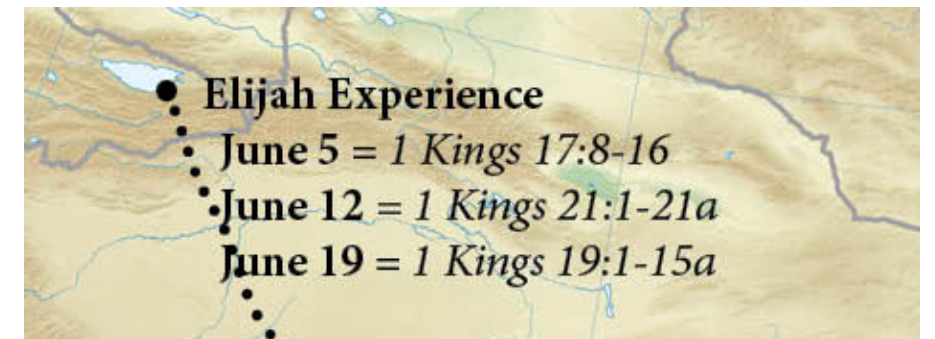 Elijah Experience
June 5 = 1 Kings 17:8-16
June 12 = 1 Kings 21:1-21a
June 19 = 1 Kings 19:1-15a